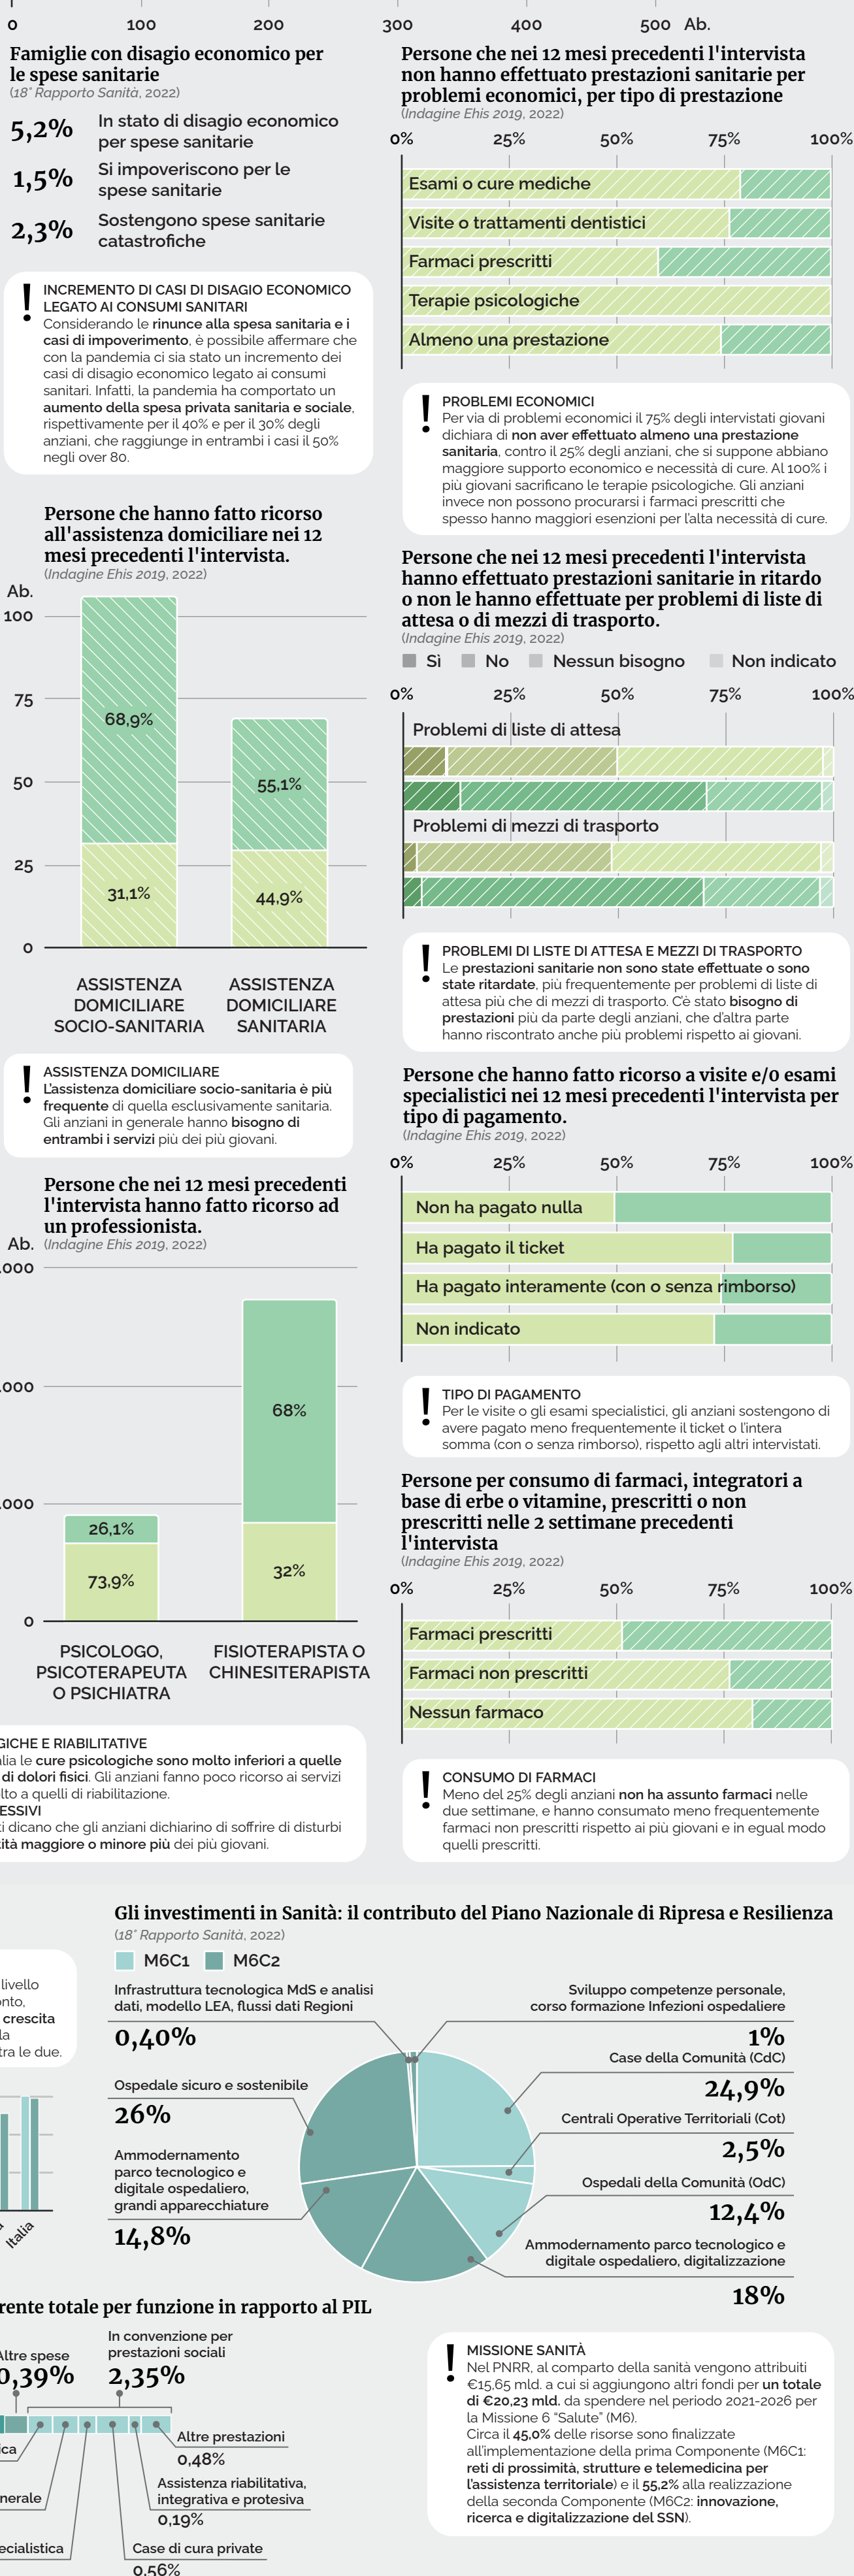 0 100 200 300 400 500 Ab.
Famiglie con disagio economico per
le spese sanitarie
(18° Rapporto Sanità, 2022)
5,2% In stato di disagio economico
per spese sanitarie
1,5% Si impoveriscono per le
spese sanitarie
2,3% Sostengono spese sanitarie
catastrofiche
! INCREMENTO DI CASI DI DISAGIO ECONOMICO
LEGATO AI CONSUMI SANITARI
Considerando le rinunce alla spesa sanitaria e i
casi di impoverimento, è possibile affermare che
con la pandemia ci sia stato un incremento dei
casi di disagio economico legato ai consumi
sanitari. Infatti, la pandemia ha comportato un
aumento della spesa privata sanitaria e sociale,
rispettivamente per il 40% e per il 30% degli
anziani, che raggiunge in entrambi i casi il 50%
negli over 80.
Persone che hanno fatto ricorso
all'assistenza domiciliare nei 12
mesi precedenti l'intervista.
(Indagine Ehis 2019, 2022)
Ab.
100
75
50
25
0
68,9%
31,1%
55,1%
44,9%
ASSISTENZA
DOMICILIARE
SOCIO-SANITARIA
ASSISTENZA
DOMICILIARE
SANITARIA
! ASSISTENZA DOMICILIARE
L'assistenza domiciliare socio-sanitaria è più
frequente di quella esclusivamente sanitaria.
Gli anziani in generale hanno bisogno di
entrambi i servizi più dei più giovani.
Persone che nei 12 mesi precedenti
l'intervista hanno fatto ricorso ad
un professionista.
Ab. (Indagine Ehis 2019, 2022)
.000
.000
.000
0
26,1%
73,9%
68%
32%
PSICOLOGO,
PSICOTERAPEUTA
O PSICHIATRA
FISIOTERAPISTA O
CHINESITERAPISTA
GICHE E RIABILITATIVE
alia le cure psicologiche sono molto inferiori a quelle
di dolori fisici. Gli anziani fanno poco ricorso ai servizi
lto a quelli di riabilitazione.
ESSIVI
ti dicano che gli anziani dichiarino di soffrire di disturbi
tità maggiore o minore più dei più giovani.
Persone che nei 12 mesi precedenti l'intervista
non hanno effettuato prestazioni sanitarie per
problemi economici, per tipo di prestazione
(Indagine Ehis 2019, 2022)
0% 25% 50% 75% 100%
Esami o cure mediche
Visite o trattamenti dentistici
Farmaci prescritti
Terapie psicologiche
Almeno una prestazione
! PROBLEMI ECONOMICI
Per via di problemi economici il 75% degli intervistati giovani
dichiara di non aver effettuato almeno una prestazione
sanitaria, contro il 25% degli anziani, che si suppone abbiano
maggiore supporto economico e necessità di cure. Al 100% i
più giovani sacrificano le terapie psicologiche. Gli anziani
invece non possono procurarsi i farmaci prescritti che
spesso hanno maggiori esenzioni per l'alta necessità di cure.
Persone che nei 12 mesi precedenti l'intervista
hanno effettuato prestazioni sanitarie in ritardo
o non le hanno effettuate per problemi di liste di
attesa o di mezzi di trasporto.
(Indagine Ehis 2019, 2022)
Sì No Nessun bisogno Non indicato
0% 25% 50% 75% 100%
Problemi di liste di attesa
Problemi di mezzi di trasporto
! PROBLEMI DI LISTE DI ATTESA E MEZZI DI TRASPORTO
Le prestazioni sanitarie non sono state effettuate o sono
state ritardate, più frequentemente per problemi di liste di
attesa più che di mezzi di trasporto. C'è stato bisogno di
prestazioni più da parte degli anziani, che d'altra parte
hanno riscontrato anche più problemi rispetto ai giovani.
Persone che hanno fatto ricorso a visite e/0 esami
specialistici nei 12 mesi precedenti l'intervista per
tipo di pagamento.
(Indagine Ehis 2019, 2022)
0% 25% 50% 75% 100%
Non ha pagato nulla
Ha pagato il ticket
Ha pagato interamente (con o senza rimborso)
Non indicato
! TIPO DI PAGAMENTO
Per le visite o gli esami specialistici, gli anziani sostengono di
avere pagato meno frequentemente il ticket o l'intera
somma (con o senza rimborso), rispetto agli altri intervistati.
Persone per consumo di farmaci, integratori a
base di erbe o vitamine, prescritti o non
prescritti nelle 2 settimane precedenti
l'intervista
(Indagine Ehis 2019, 2022)
0% 25% 50% 75% 100%
Farmaci prescritti
Farmaci non prescritti
Nessun farmaco
! CONSUMO DI FARMACI
Meno del 25% degli anziani non ha assunto farmaci nelle
due settimane, e hanno consumato meno frequentemente
farmaci non prescritti rispetto ai più giovani e in egual modo
quelli prescritti.
livello
onto,
crescita
la
tra le due.
Italia
Gli investimenti in Sanità: il contributo del Piano Nazionale di Ripresa e Resilienza
(18° Rapporto Sanità, 2022)
M6C1 M6C2
Infrastruttura tecnologica MdS e analisi
dati, modello LEA, flussi dati Regioni
0,40%
Ospedale sicuro e sostenibile
26%
Ammodernamento
parco tecnologico e
digitale ospedaliero,
grandi apparecchiature
14,8%
Sviluppo competenze personale,
corso formazione Infezioni ospedaliere
1%
Case della Comunità (CdC)
24,9%
Centrali Operative Territoriali (Cot)
2,5%
Ospedali della Comunità (OdC)
12,4%
Ammodernamento parco tecnologico e
digitale ospedaliero, digitalizzazione
18%
rente totale per funzione in rapporto al PIL
Altre spese
0,39%
In convenzione per
prestazioni sociali
2,35%
ica
nerale
ecialistica
Altre prestazioni
0,48%
Assistenza riabilitativa,
integrativa e protesiva
0,19%
Case di cura private
0,56%
! MISSIONE SANITÀ
Nel PNRR, al comparto della sanità vengono attribuiti
€15,65 mld. a cui si aggiungono altri fondi per un totale
di €20,23 mld. da spendere nel periodo 2021-2026 per
la Missione 6 “Salute” (M6).
Circa il 45,0% delle risorse sono finalizzate
all'implementazione della prima Componente (M6C1:
reti di prossimità, strutture e telemedicina per
l'assistenza territoriale) e il 55,2% alla realizzazione
della seconda Componente (M6C2: innovazione,
ricerca e digitalizzazione del SSN).